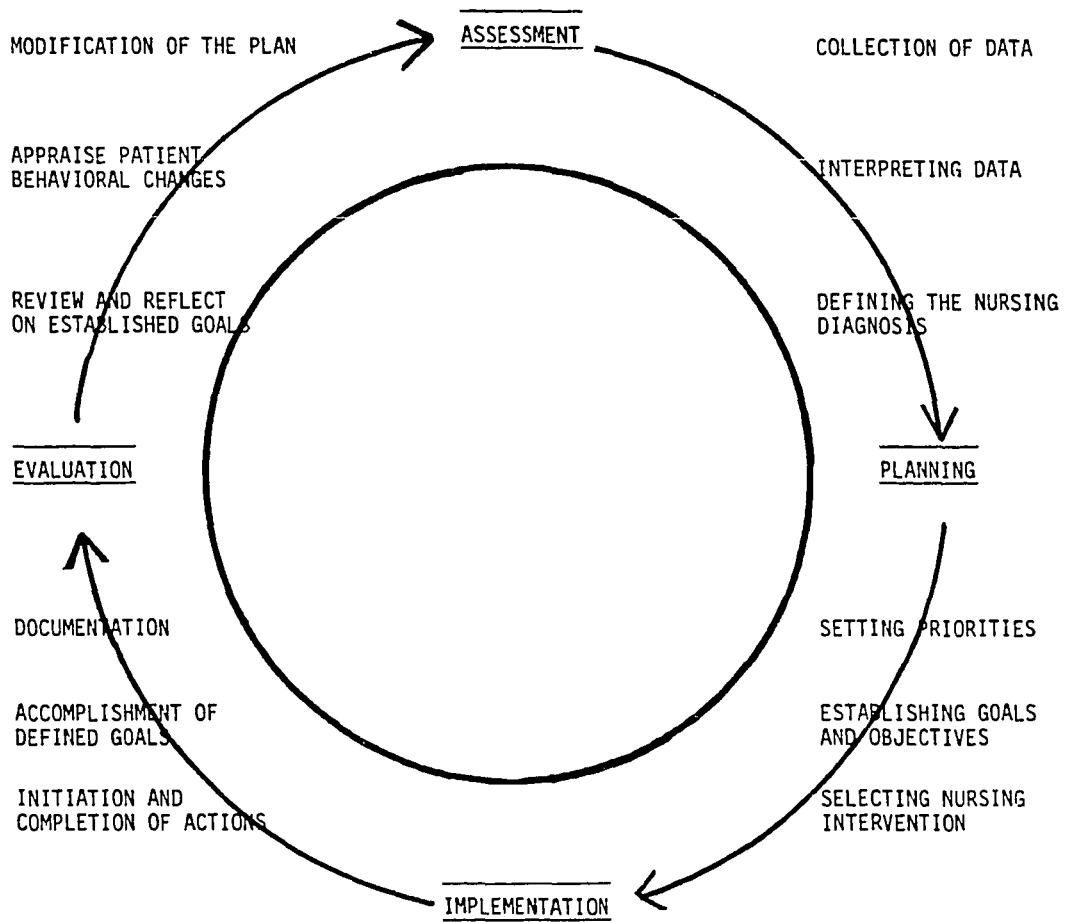 ASSESSMENT
COLLECTION OF DATA
INTERPRETING DATA
DEFINING THE NURSING
DIAGNOSIS
PLANNING
SETTING PRIORITIES
ESTABLISHING GOALS
AND OBJECTIVES
SELECTING NURSING
INTERVENTION
IMPLEMENTATION
INITIATION AND
COMPLETION OF ACTIONS
ACCOMPLISHMENT OF
DEFINED GOALS
DOCUMENTATION
EVALUATION
REVIEW AND REFLECT
ON ESTABLISHED GOALS
APPRAISE PATIENT
BEHAVIORAL CHANGES
MODIFICATION OF THE PLAN